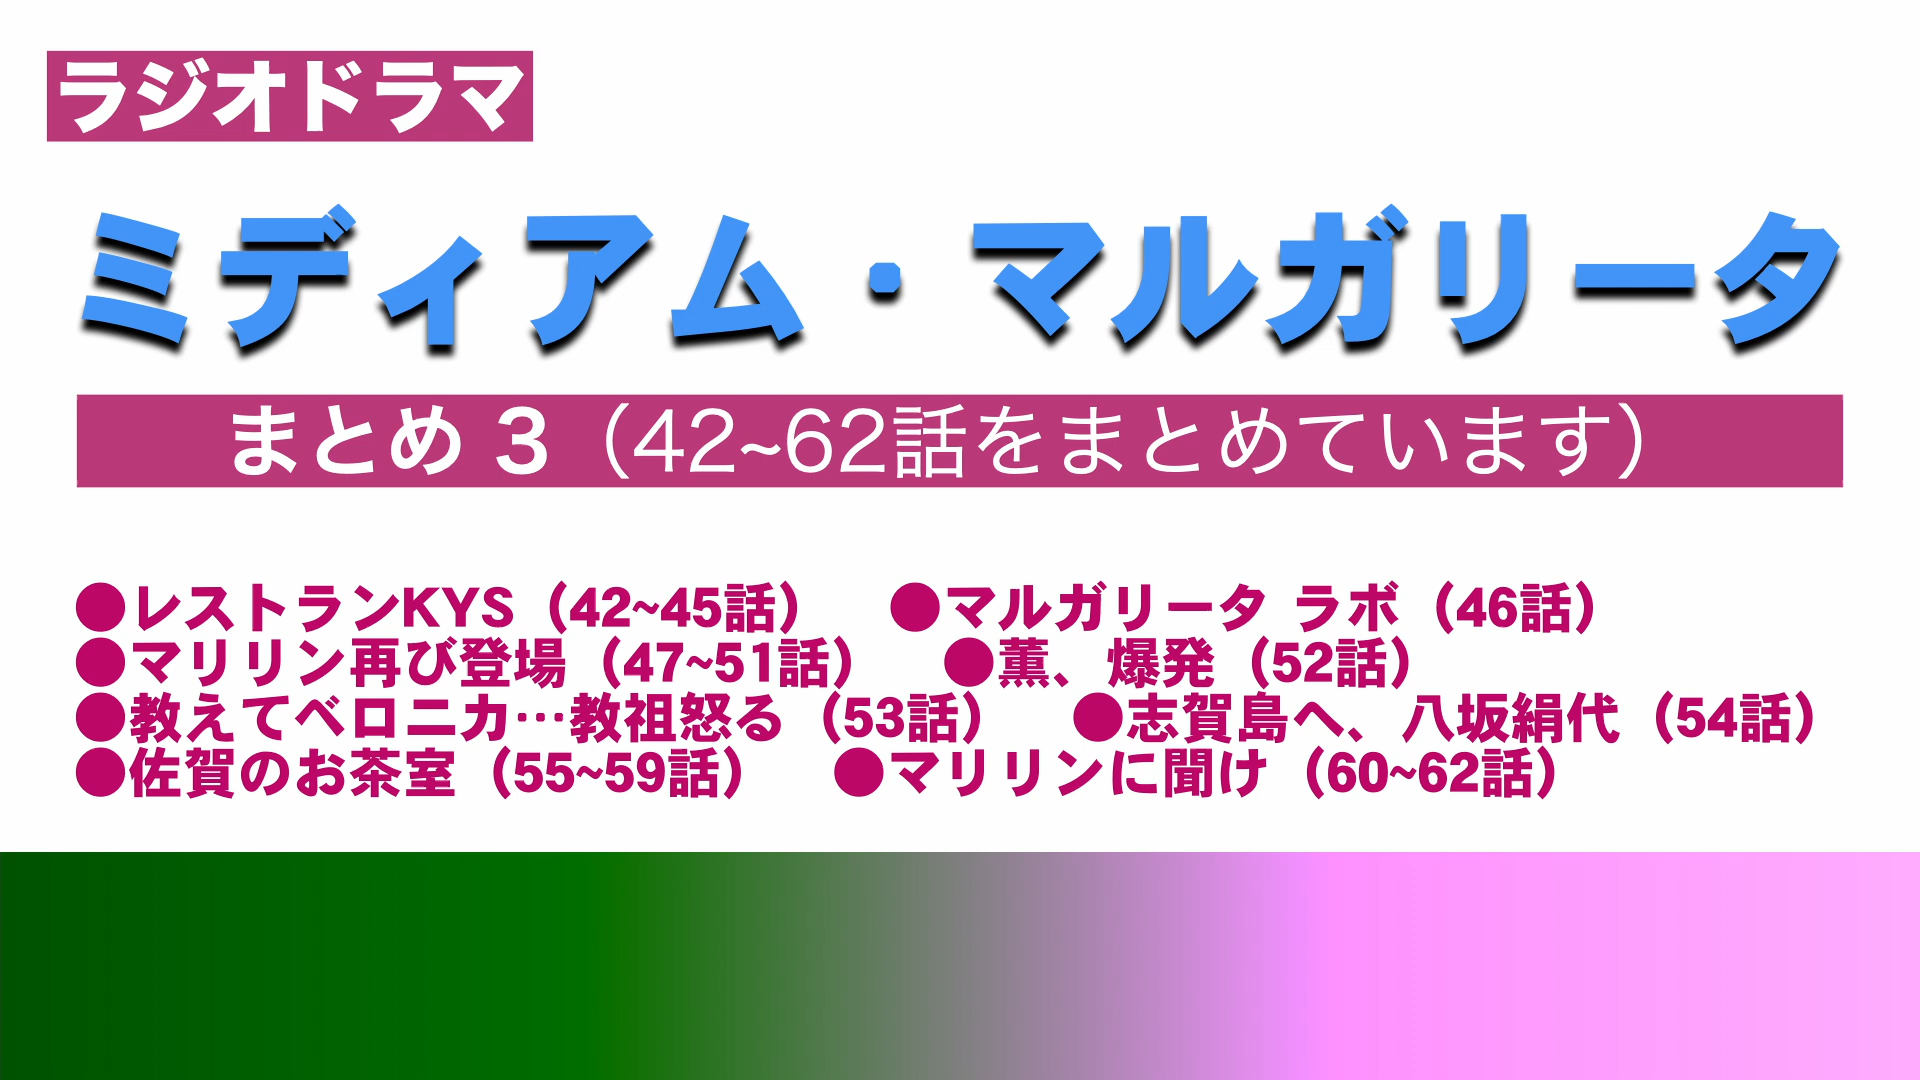 ラジオドラマ
ミディアム・マルガリータ
まとめ 3（42~62話をまとめています）
●レストランKYS（42~45話） ●マルガリータ ラボ（46話）
●マリリン再び登場（47~51話） ●薫、爆発（52話）
●教えてベロニカ…教祖怒る（53話） ●志賀島へ、八坂絹代（54話）
●佐賀のお茶室（55~59話） ●マリリンに聞け（60~62話）